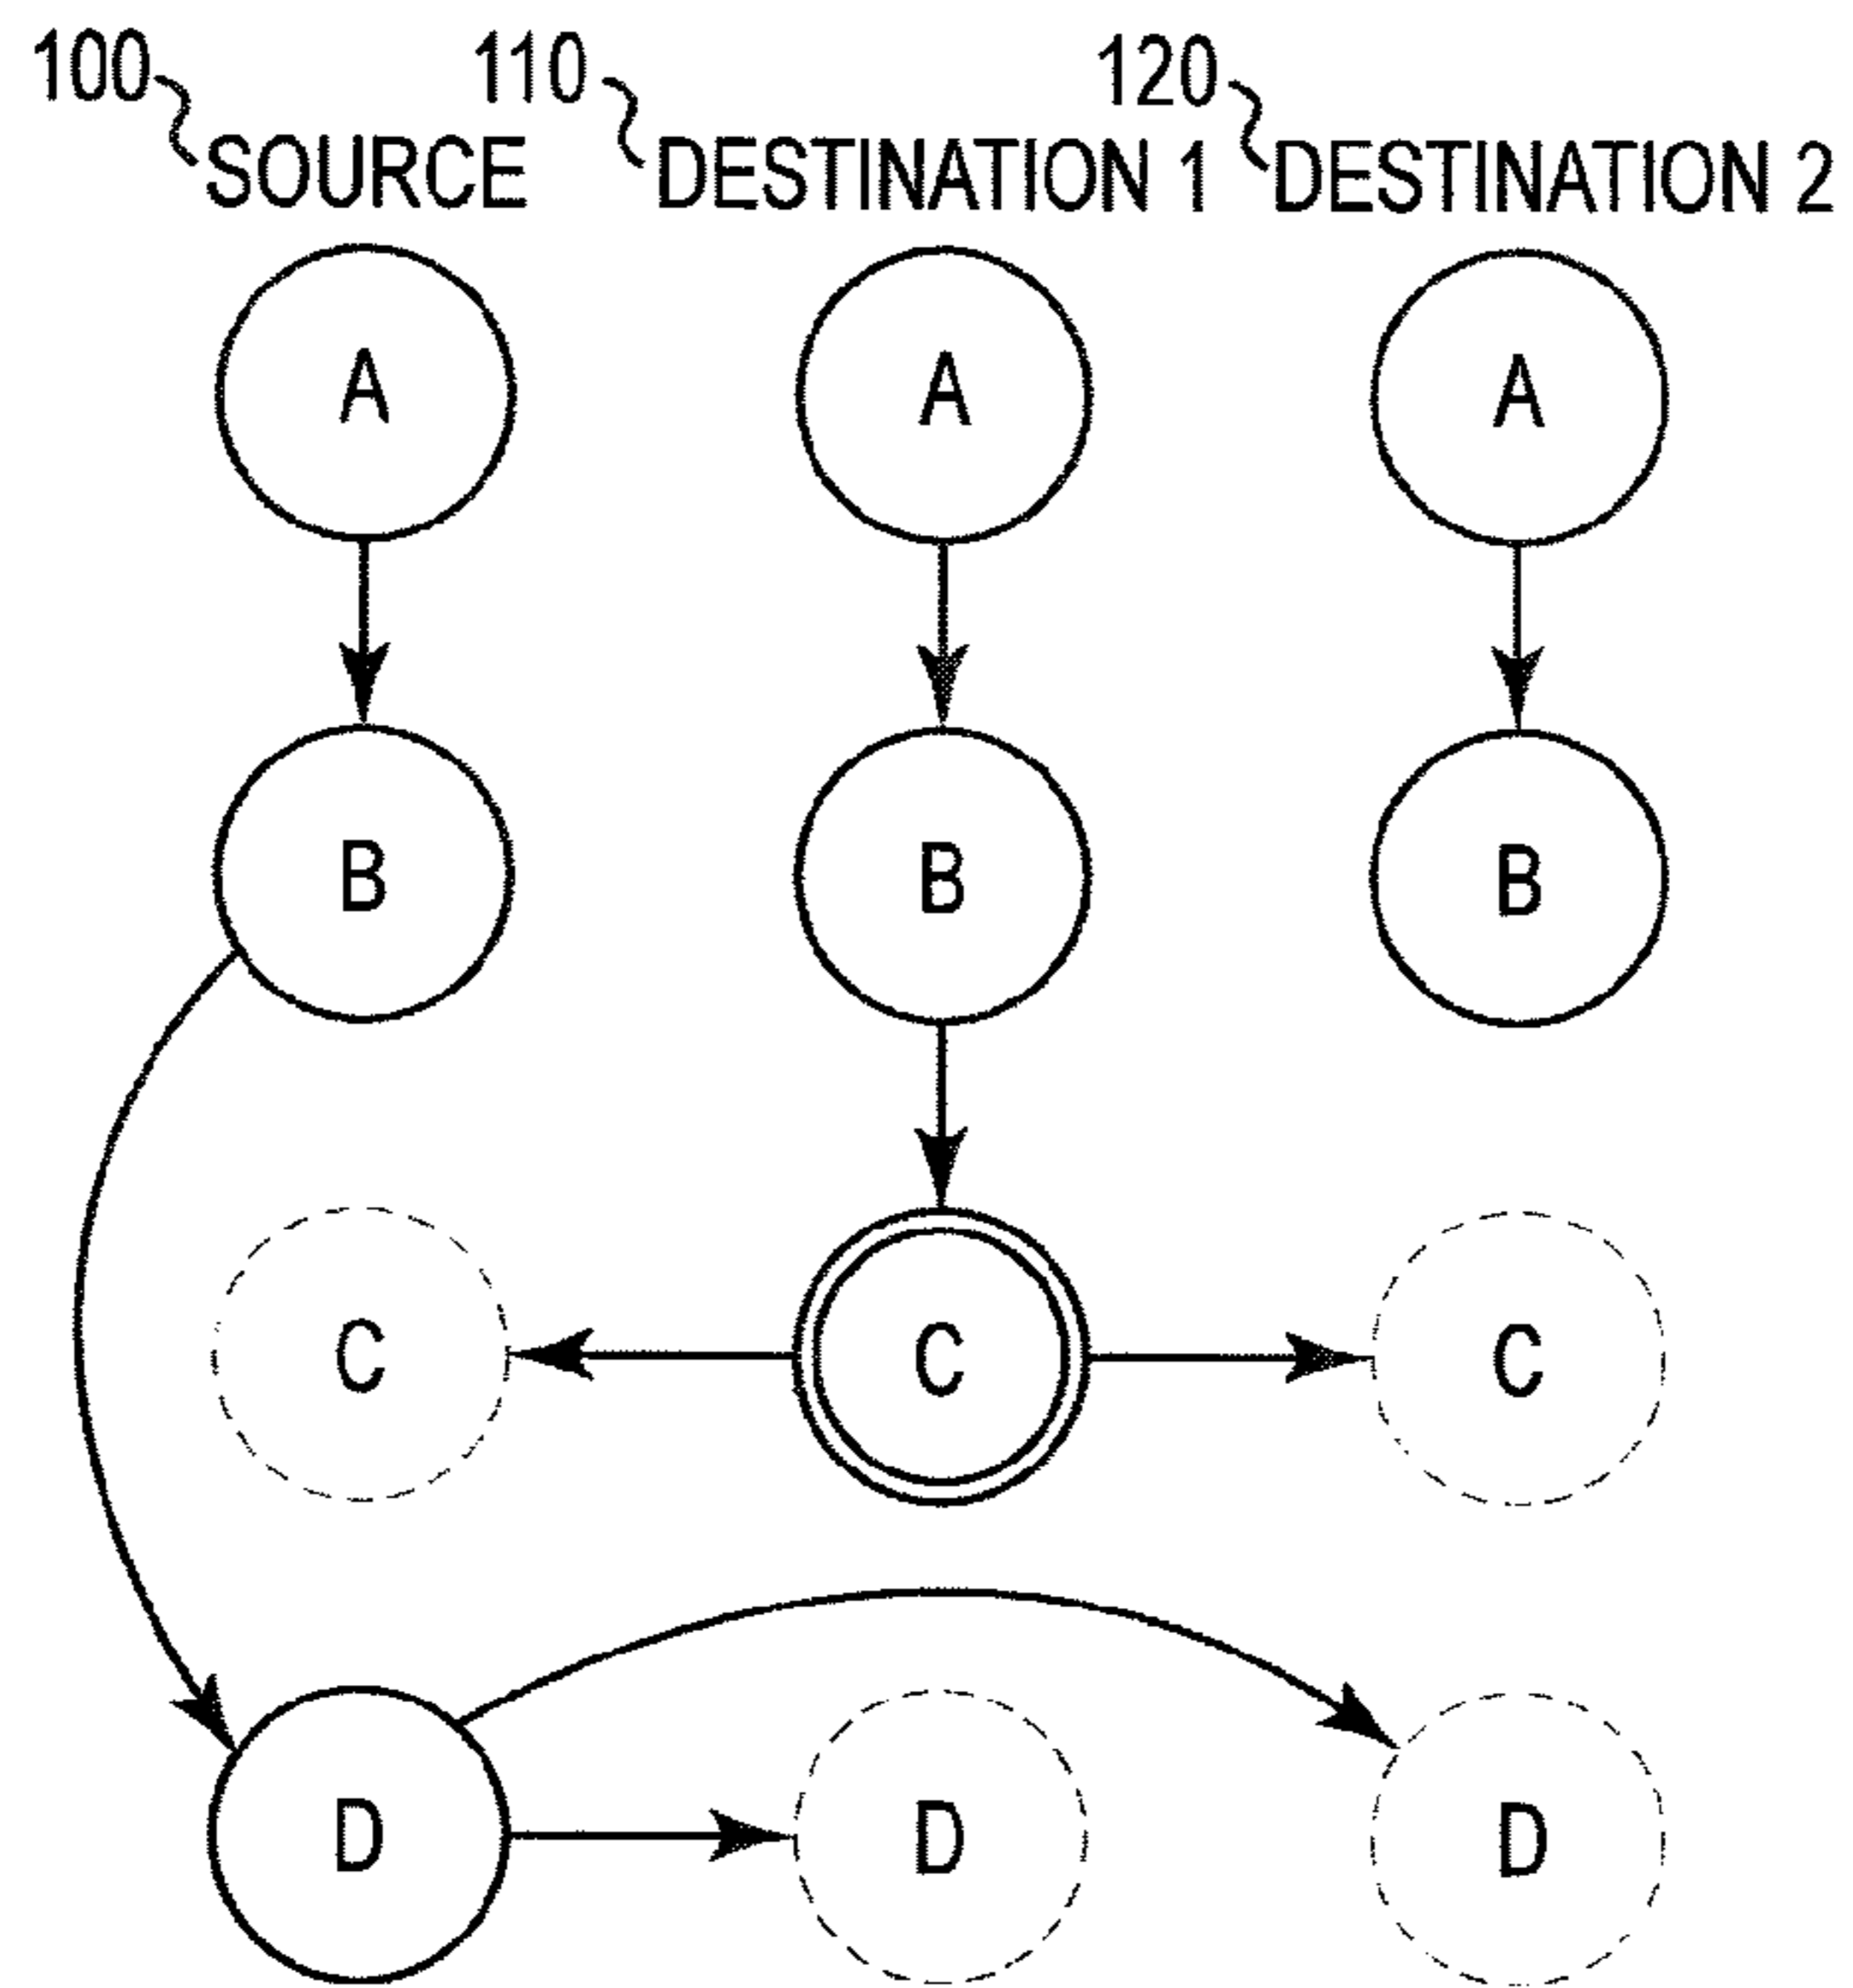 100 110 120
SOURCE DESTINATION 1 DESTINATION 2
A A A
B B B
C C C
D D D